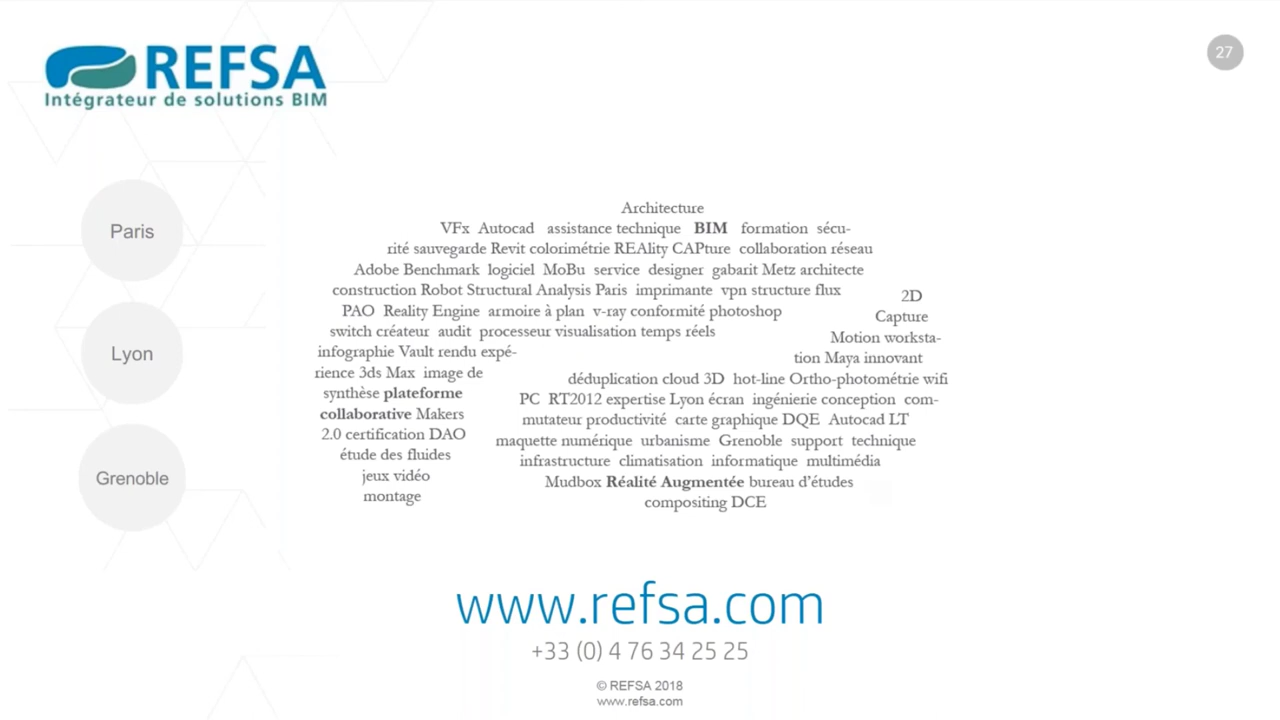 REFSA
Intégrateur de solutions BIM
27
Paris
Lyon
Grenoble
Architecture
VFx Autocad assistance technique BIM formation sécu-
rité sauvegarde Revit colorimétrie REAlity CAPture collaboration réseau
Adobe Benchmark logiciel MoBu service designer gabarit Metz architecte
construction Robot Structural Analysis Paris imprimante vpn structure flux
PAO Reality Engine armoire à plan v-ray conformité photoshop
switch créateur audit processeur visualisation temps réels
infographie Vault rendu expé-
rience 3ds Max image de
synthèse plateforme
collaborative Makers
2.0 certification DAO
étude des fluides
jeux vidéo
montage
2D
Capture
Motion worksta-
tion Maya innovant
déduplication cloud 3D hot-line Ortho-photométrie wifi
PC RT2012 expertise Lyon écran ingénierie conception com-
mutateur productivité carte graphique DQE Autocad LT
maquette numérique urbanisme Grenoble support technique
infrastructure climatisation informatique multimédia
Mudbox Réalité Augmentée bureau d'études
compositing DCE
www.refsa.com
+33 (0) 4 76 34 25 25
© REFSA 2018
www.refsa.com